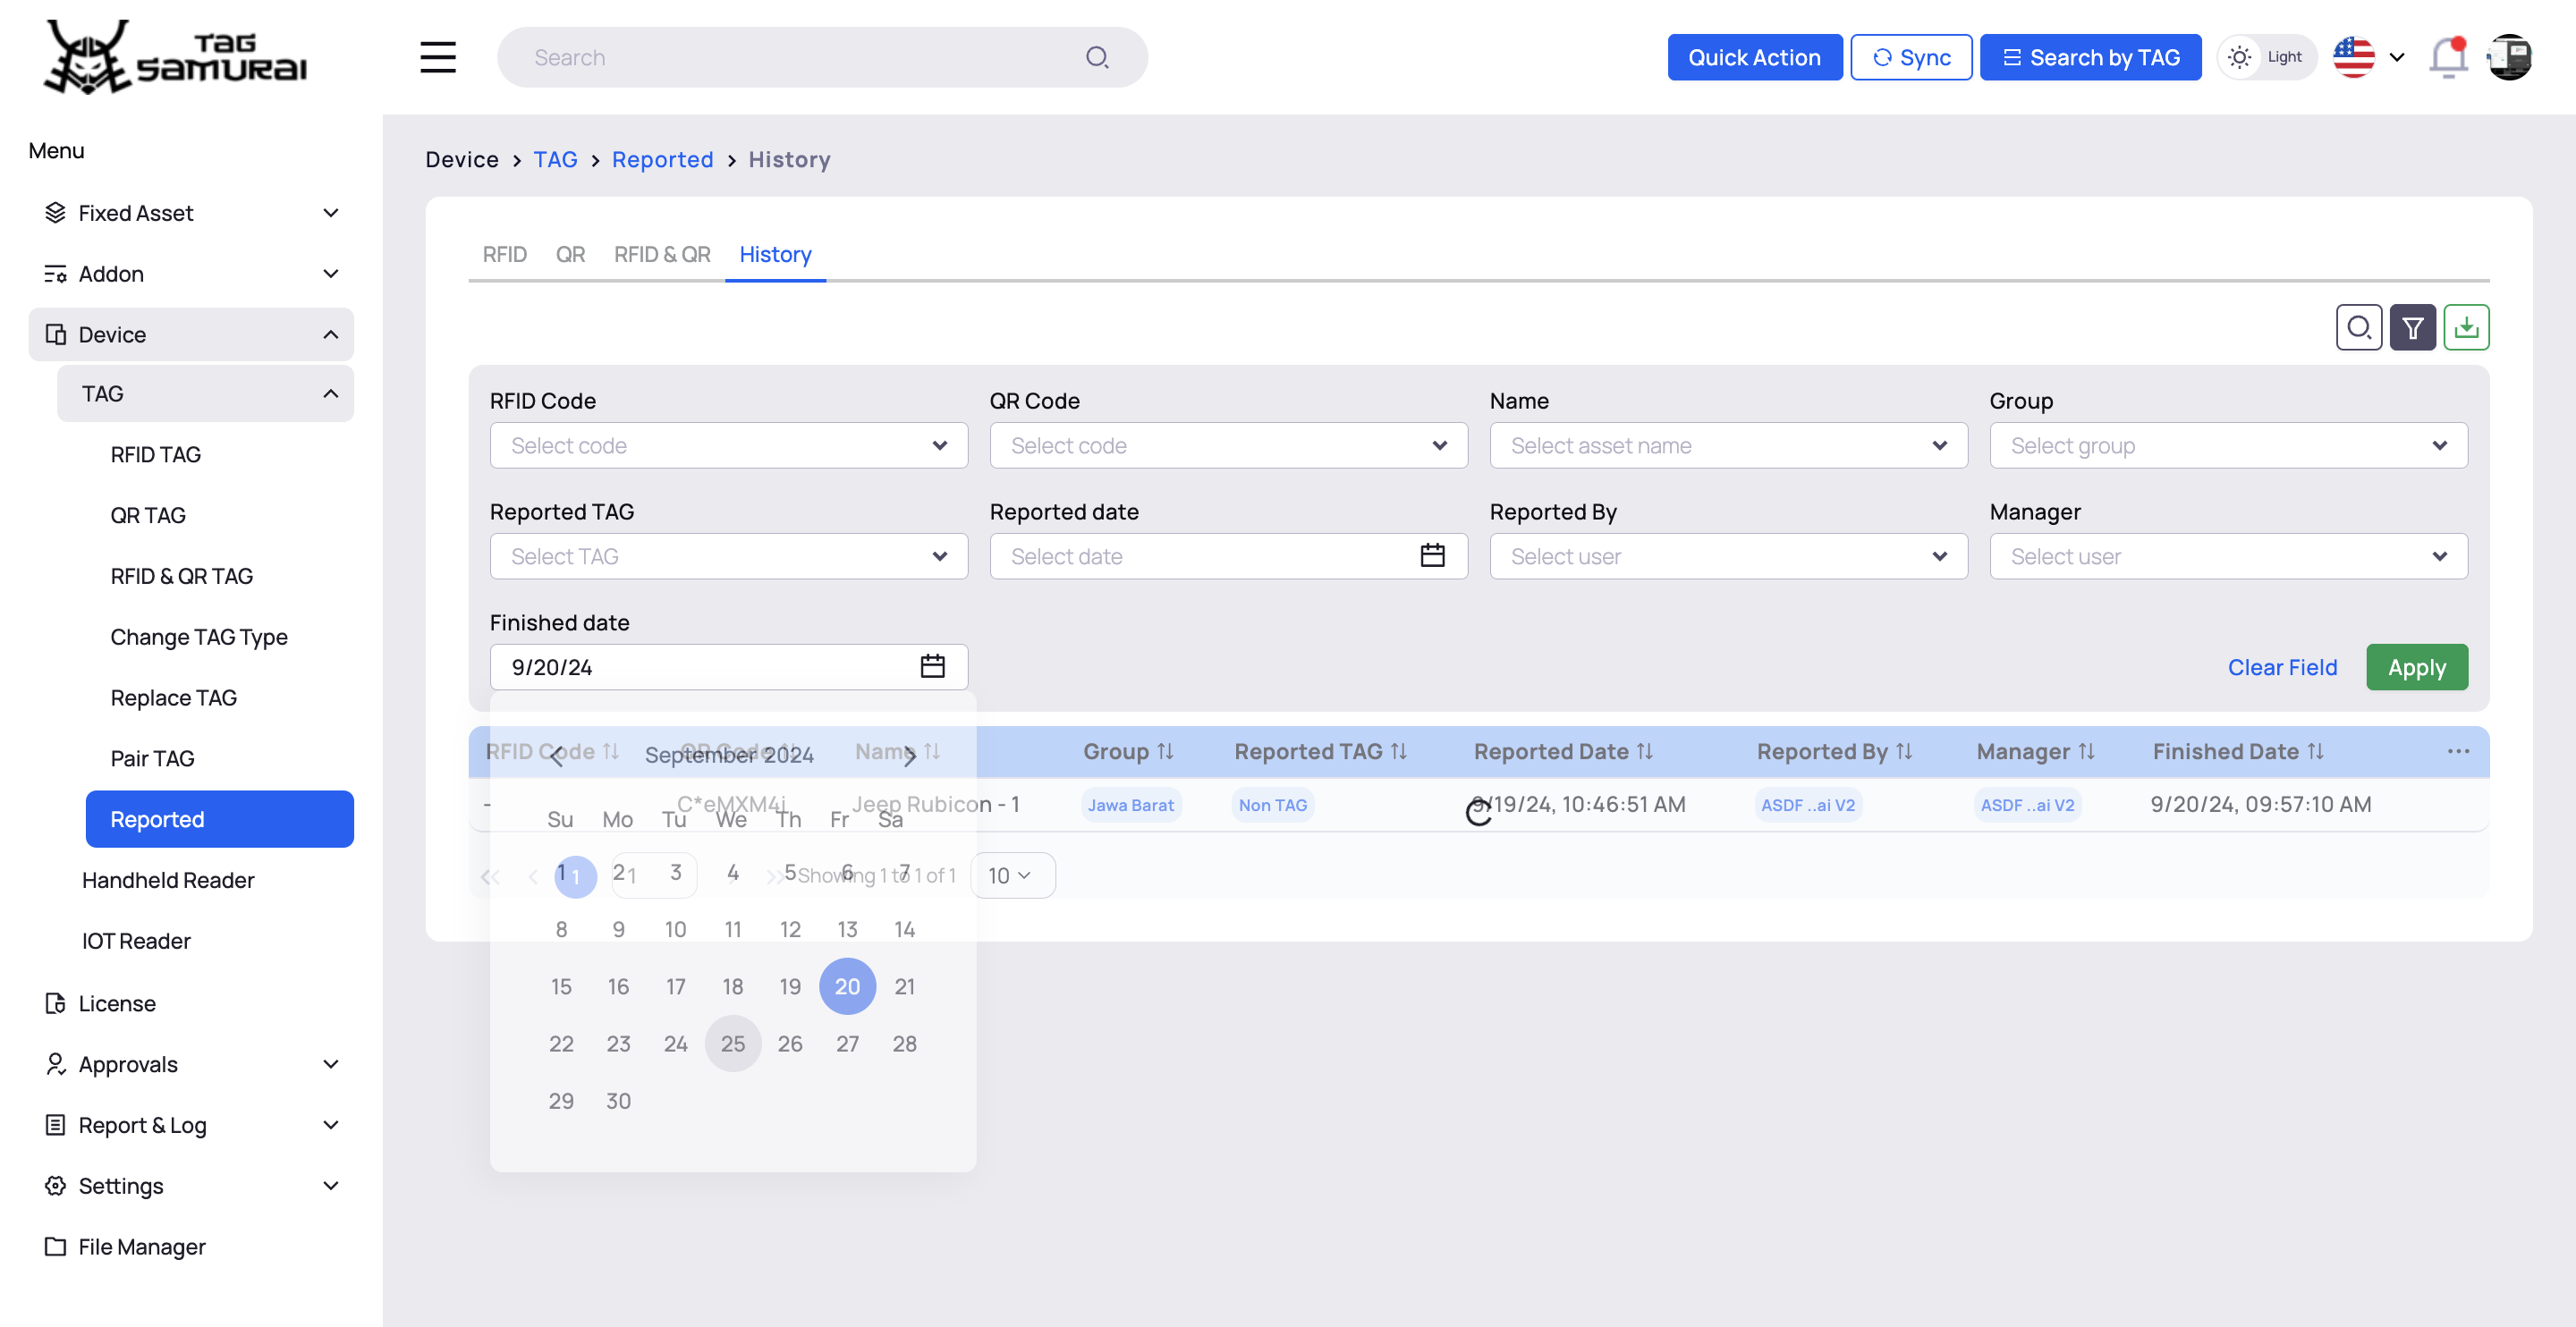 TAG SAMURAI
Search
Quick Action
Sync
Search by TAG
Light
Menu
Fixed Asset
Addon
Device
TAG
RFID TAG
QR TAG
RFID & QR TAG
Change TAG Type
Replace TAG
Pair TAG
Reported
Handheld Reader
IOT Reader
License
Approvals
Report & Log
Settings
File Manager
Device > TAG > Reported > History
RFID QR RFID & QR History
RFID Code QR Code Name Group
Select code Select code Select asset name Select group
Reported TAG Reported date Reported By Manager
Select TAG Select date Select user Select user
Finished date
9/20/24
Clear Field Apply
RFID Code QR Code Name Group Reported TAG Reported Date Reported By Manager Finished Date ...
- C*eMXM4i Jeep Rubicon - 1 Jawa Barat Non TAG 9/19/24, 10:46:51 AM ASDF ..ai V2 ASDF ..ai V2 9/20/24, 09:57:10 AM
1 1 Showing 1 to 1 of 1 10
September 2024
Su Mo Tu We Th Fr Sa
1 2 3 4 5 6 7
8 9 10 11 12 13 14
15 16 17 18 19 20 21
22 23 24 25 26 27 28
29 30